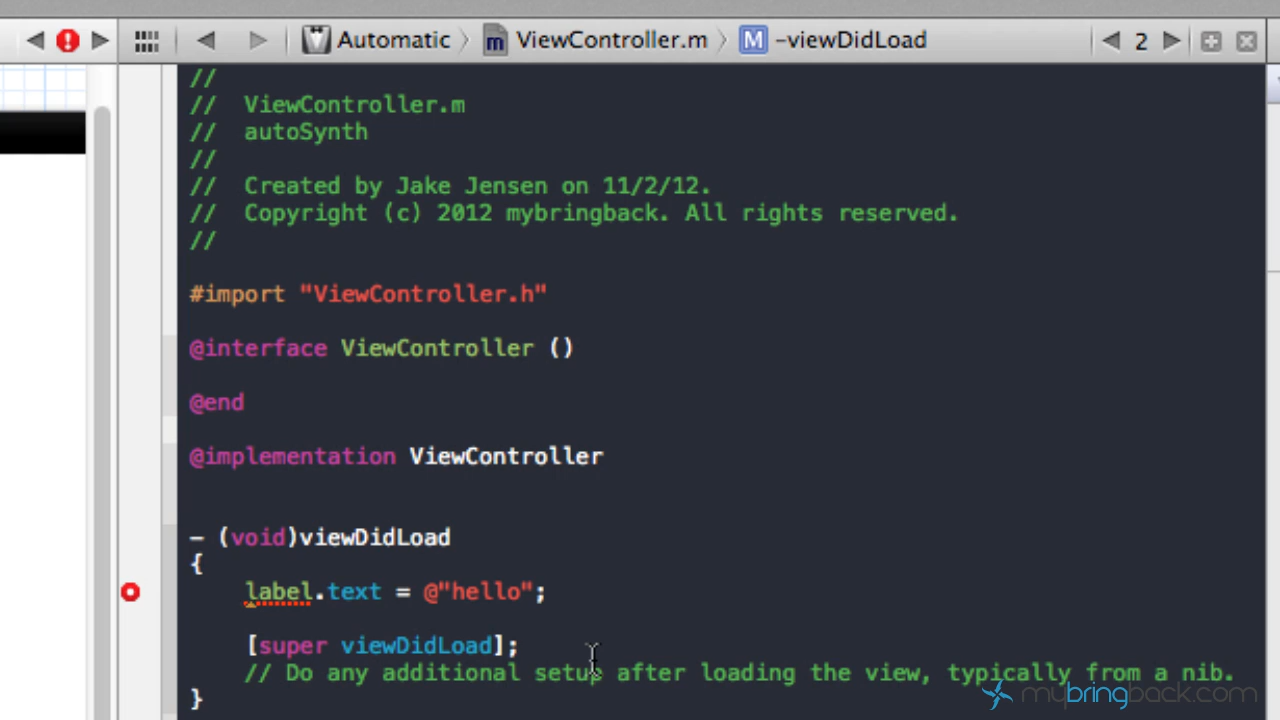 Automatic 〉 ViewController.m 〉 M -viewDidLoad 2
//
//  ViewController.m
//  autoSynth
//
//  Created by Jake Jensen on 11/2/12.
//  Copyright (c) 2012 mybringback. All rights reserved.
//
#import "ViewController.h"
@interface ViewController ()
@end
@implementation ViewController
- (void)viewDidLoad
{
    label.text = @"hello";
    [super viewDidLoad];
    // Do any additional setup after loading the view, typically from a nib.
}
mybringback.com